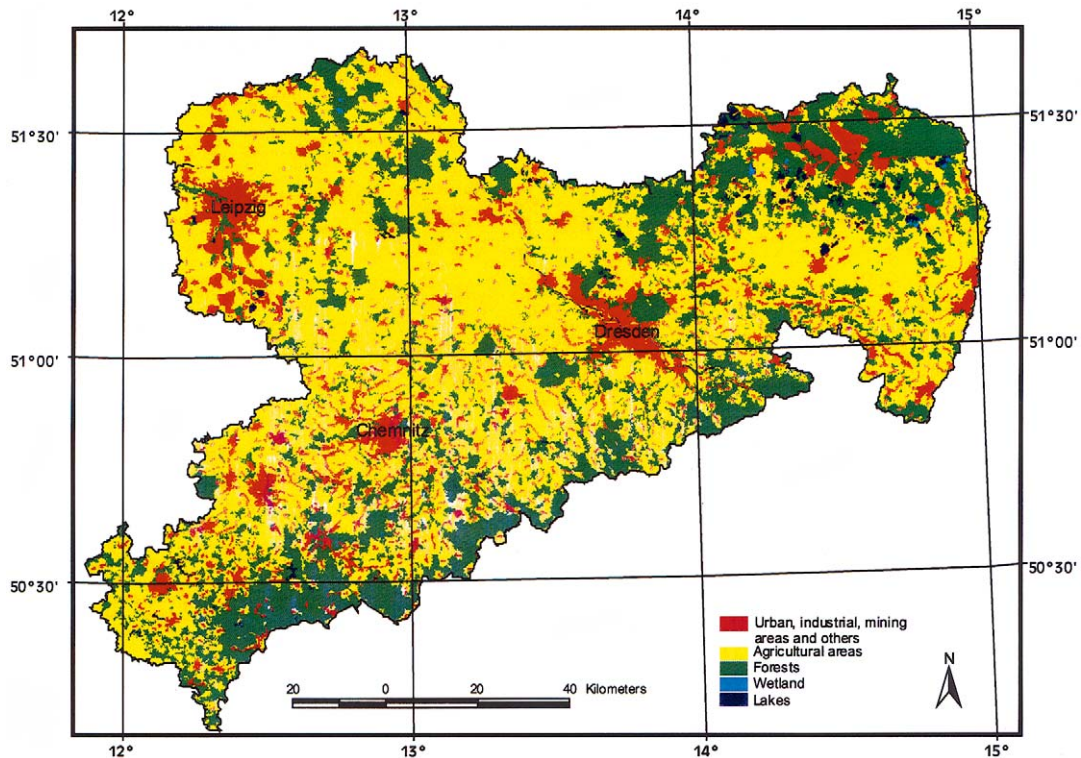 12°
13°
14°
15°
51°30'
51°30'
Leipzig
Dresden
51°00'
51°00'
Chemnitz
50°30'
50°30'
Urban, industrial, mining
areas and others
Agricultural areas
Forests
Wetland
Lakes
N
20 0 20 40 Kilometers
12°
13°
14°
15°